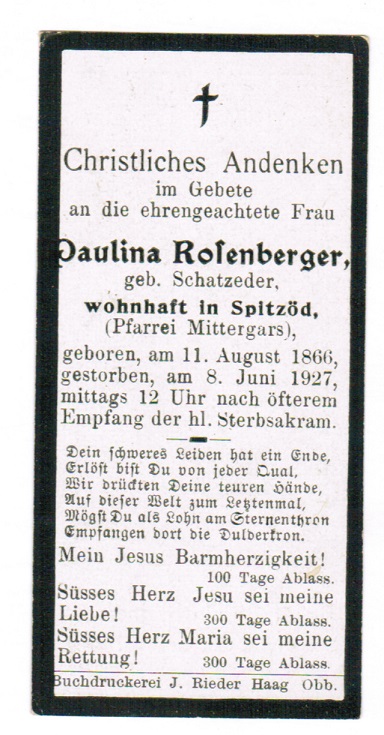 Christliches Andenken
im Gebete
an die ehrengeachtete Frau
Paulina Rosenberger,
geb. Schatzeder,
wohnhaft in Spitzöd,
(Pfarrei Mittergars),
geboren, am 11. August 1866,
gestorben, am 8. Juni 1927,
mittags 12 Uhr nach öfterem
Empfang der hl. Sterbsakram.
Dein schweres Leiden hat ein Ende,
Erlöst bist Du von jeder Qual,
Wir drückten Deine teuren Hände,
Auf dieser Welt zum Letztenmal,
Mögst Du als Lohn am Sternenthron
Empfangen dort die Dulderkron.
Mein Jesus Barmherzigkeit!
100 Tage Ablass.
Süsses Herz Jesu sei meine
Liebe! 300 Tage Ablass.
Süsses Herz Maria sei meine
Rettung! 300 Tage Ablass.
Buchdruckerei J. Rieder Haag Obb.